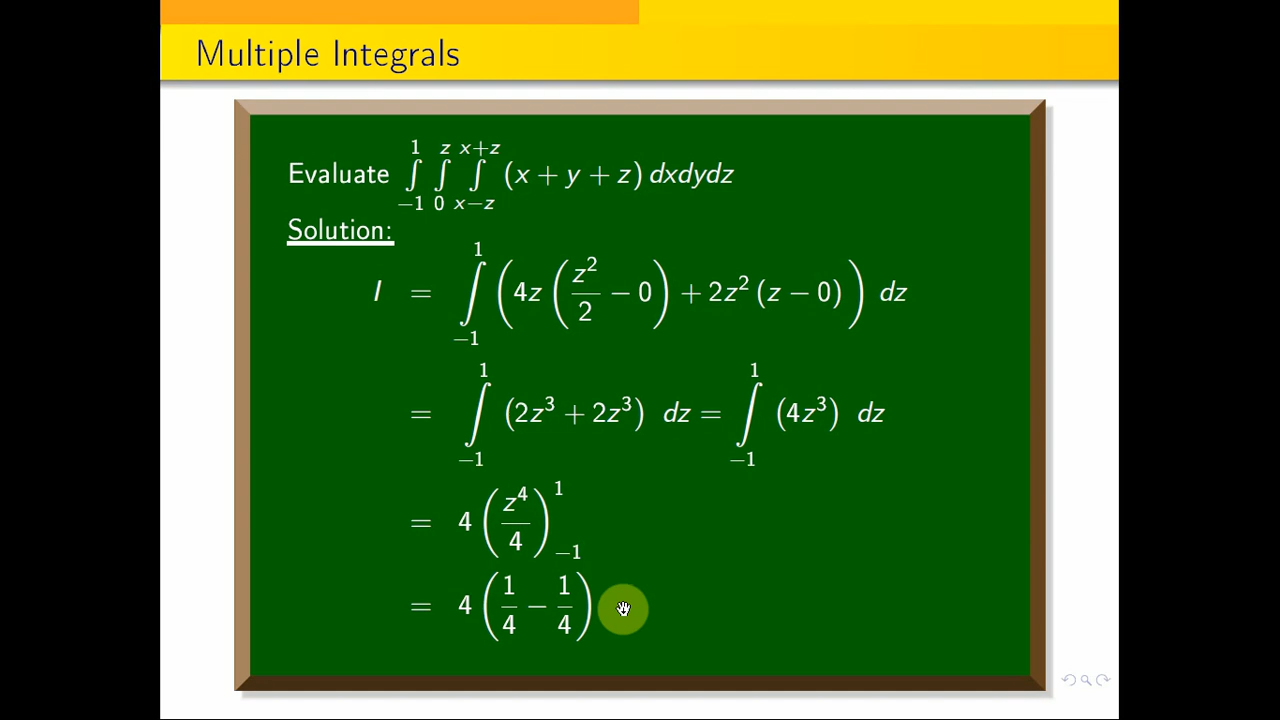 Multiple Integrals
Evaluate ∫_{−1}^{1} ∫_{0}^{z} ∫_{x−z}^{x+z} (x + y + z) dxdydz
Solution:
I = ∫_{−1}^{1} (4z (z²/2 − 0) + 2z² (z − 0)) dz
= ∫_{−1}^{1} (2z³ + 2z³) dz = ∫_{−1}^{1} (4z³) dz
= 4 (z⁴/4)_{−1}^{1}
= 4 (1/4 − 1/4)